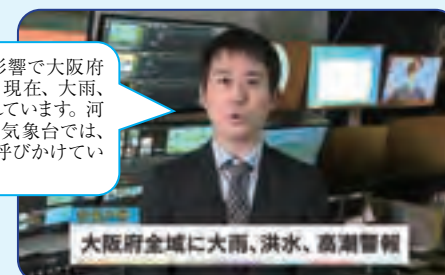 影響で大阪府
現在、大雨、
れています。河
気象台では、
呼びかけてい
大阪府全域に大雨、洪水、高潮警報